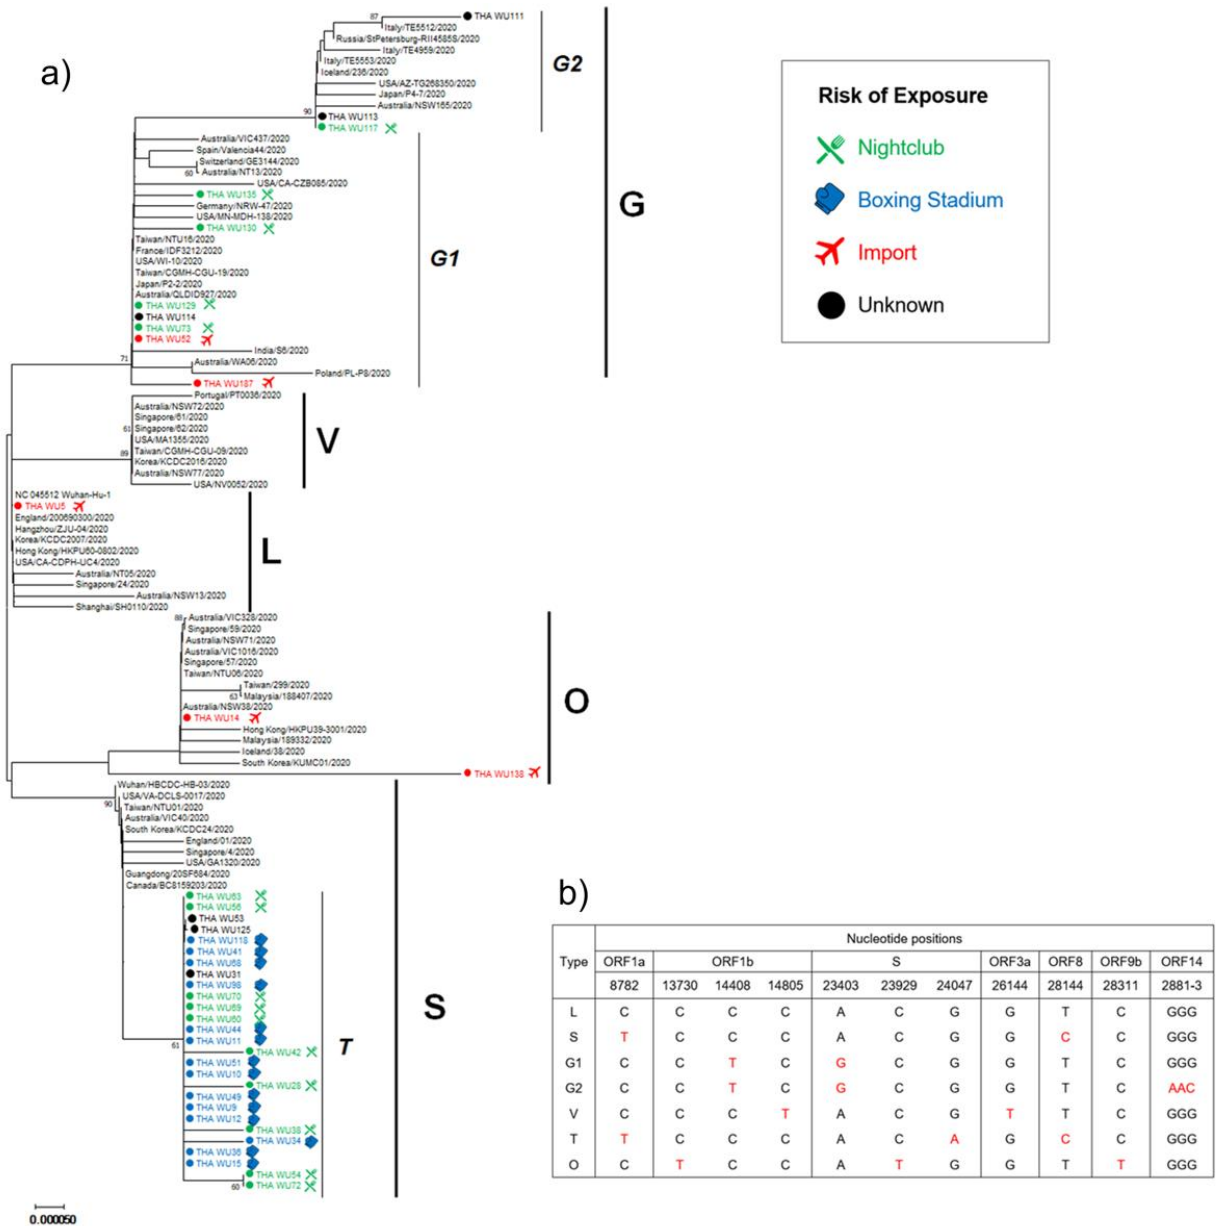 a)
87
THA WU111
Italy/TE5512/2020
Russia/StPetersburg-RII4585S/2020
Italy/TE4959/2020
Italy/TE5553/2020
Iceland/236/2020
USA/AZ-TG268350/2020
Japan/P4-7/2020
Australia/NSW165/2020
90
THA WU113
THA WU117
G2
Australia/VIC437/2020
Spain/Valencia44/2020
Switzerland/GE3144/2020
60
Australia/NT13/2020
USA/CA-CZB085/2020
THA WU135
Germany/NRW-47/2020
USA/MN-MDH-138/2020
THA WU130
Taiwan/NTU16/2020
France/IDF3212/2020
USA/WI-10/2020
Taiwan/CGMH-CGU-19/2020
Japan/P2-2/2020
Australia/QLDID927/2020
THA WU129
THA WU114
THA WU73
THA WU52
India/S6/2020
71
Australia/WA06/2020
Poland/PL-P8/2020
THA WU187
G1
G
Portugal/PT0036/2020
Australia/NSW72/2020
Singapore/61/2020
61
Singapore/62/2020
USA/MA1355/2020
89
Taiwan/CGMH-CGU-09/2020
Korea/KCDC2016/2020
Australia/NSW77/2020
USA/NV0052/2020
V
NC 045512 Wuhan-Hu-1
THA WU5
England/200690300/2020
Hangzhou/ZJU-04/2020
Korea/KCDC2007/2020
Hong Kong/HKPU60-0802/2020
USA/CA-CDPH-UC4/2020
Australia/NT05/2020
Singapore/24/2020
Australia/NSW13/2020
Shanghai/SH0110/2020
L
88
Australia/VIC328/2020
Singapore/59/2020
Australia/NSW71/2020
Australia/VIC1016/2020
Singapore/57/2020
Taiwan/NTU06/2020
Taiwan/299/2020
63
Malaysia/188407/2020
Australia/NSW38/2020
THA WU14
Hong Kong/HKPU39-3001/2020
Malaysia/189332/2020
Iceland/38/2020
South Korea/KUMC01/2020
THA WU138
O
Wuhan/HBCDC-HB-03/2020
USA/VA-DCLS-0017/2020
90
Taiwan/NTU01/2020
Australia/VIC40/2020
South Korea/KCDC24/2020
England/01/2020
Singapore/4/2020
USA/GA1320/2020
Guangdong/20SF684/2020
Canada/BC8159203/2020
THA WU63
THA WU56
THA WU53
THA WU125
THA WU118
THA WU41
THA WU68
THA WU31
THA WU98
THA WU70
THA WU69
THA WU60
THA WU44
THA WU11
61
THA WU42
THA WU51
THA WU10
THA WU28
THA WU49
THA WU9
THA WU12
THA WU38
THA WU34
THA WU36
THA WU15
THA WU54
60
THA WU72
T
S
0.000050
Risk of Exposure
Nightclub
Boxing Stadium
Import
Unknown
b)
Type Nucleotide positions
ORF1a ORF1b S ORF3a ORF8 ORF9b ORF14
8782 13730 14408 14805 23403 23929 24047 26144 28144 28311 2881-3
L C C C C A C G G T C GGG
S T C C C A C G G C C GGG
G1 C C T C G C G G T C GGG
G2 C C T C G C G G T C AAC
V C C C T A C G T T C GGG
T T C C C A C A G C C GGG
O C T C C A T G G T T GGG